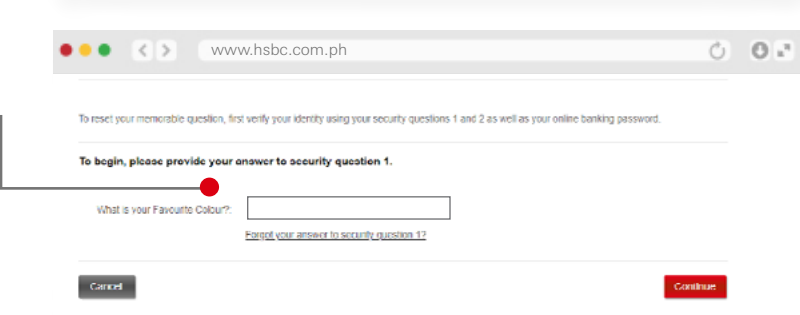 www.hsbc.com.ph
To reset your memorable question, first verify your identity using your security questions 1 and 2 as well as your online banking password.
To begin, please provide your answer to security question 1.
What is your Favourite Colour?:
Forgot your answer to security question 1?
Cancel
Continue